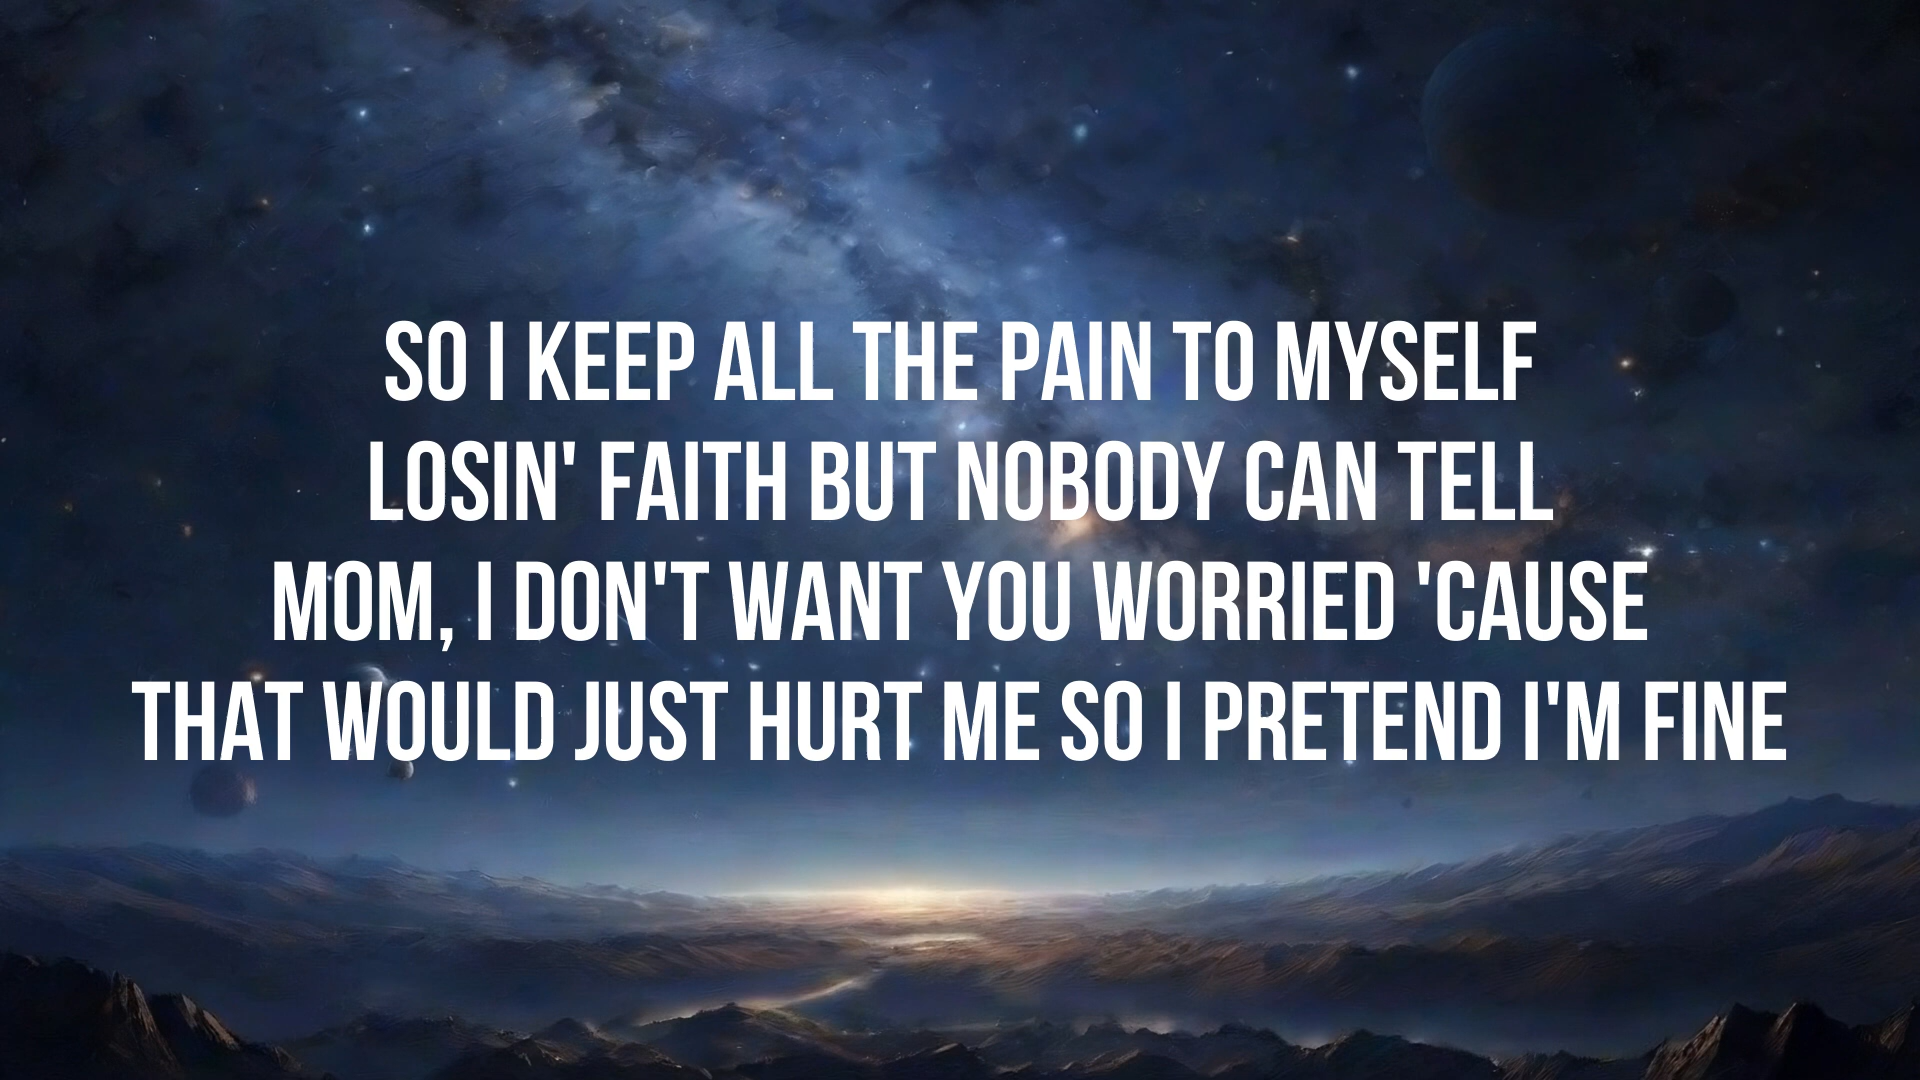 SO I KEEP ALL THE PAIN TO MYSELF
LOSIN' FAITH BUT NOBODY CAN TELL
MOM, I DON'T WANT YOU WORRIED 'CAUSE
THAT WOULD JUST HURT ME SO I PRETEND I'M FINE